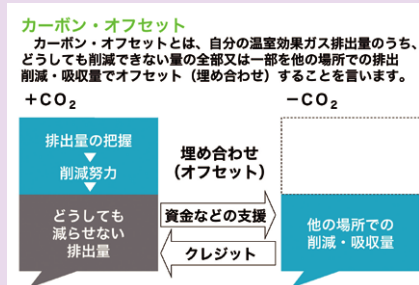 カーボン・オフセット
カーボン・オフセットとは、自分の温室効果ガス排出量のうち、
どうしても削減できない量の全部又は一部を他の場所での排出
削減・吸収量でオフセット（埋め合わせ）することを言います。
＋CO₂
－CO₂
排出量の把握
削減努力
どうしても
減らせない
排出量
埋め合わせ
（オフセット）
資金などの支援
クレジット
他の場所での
削減・吸収量